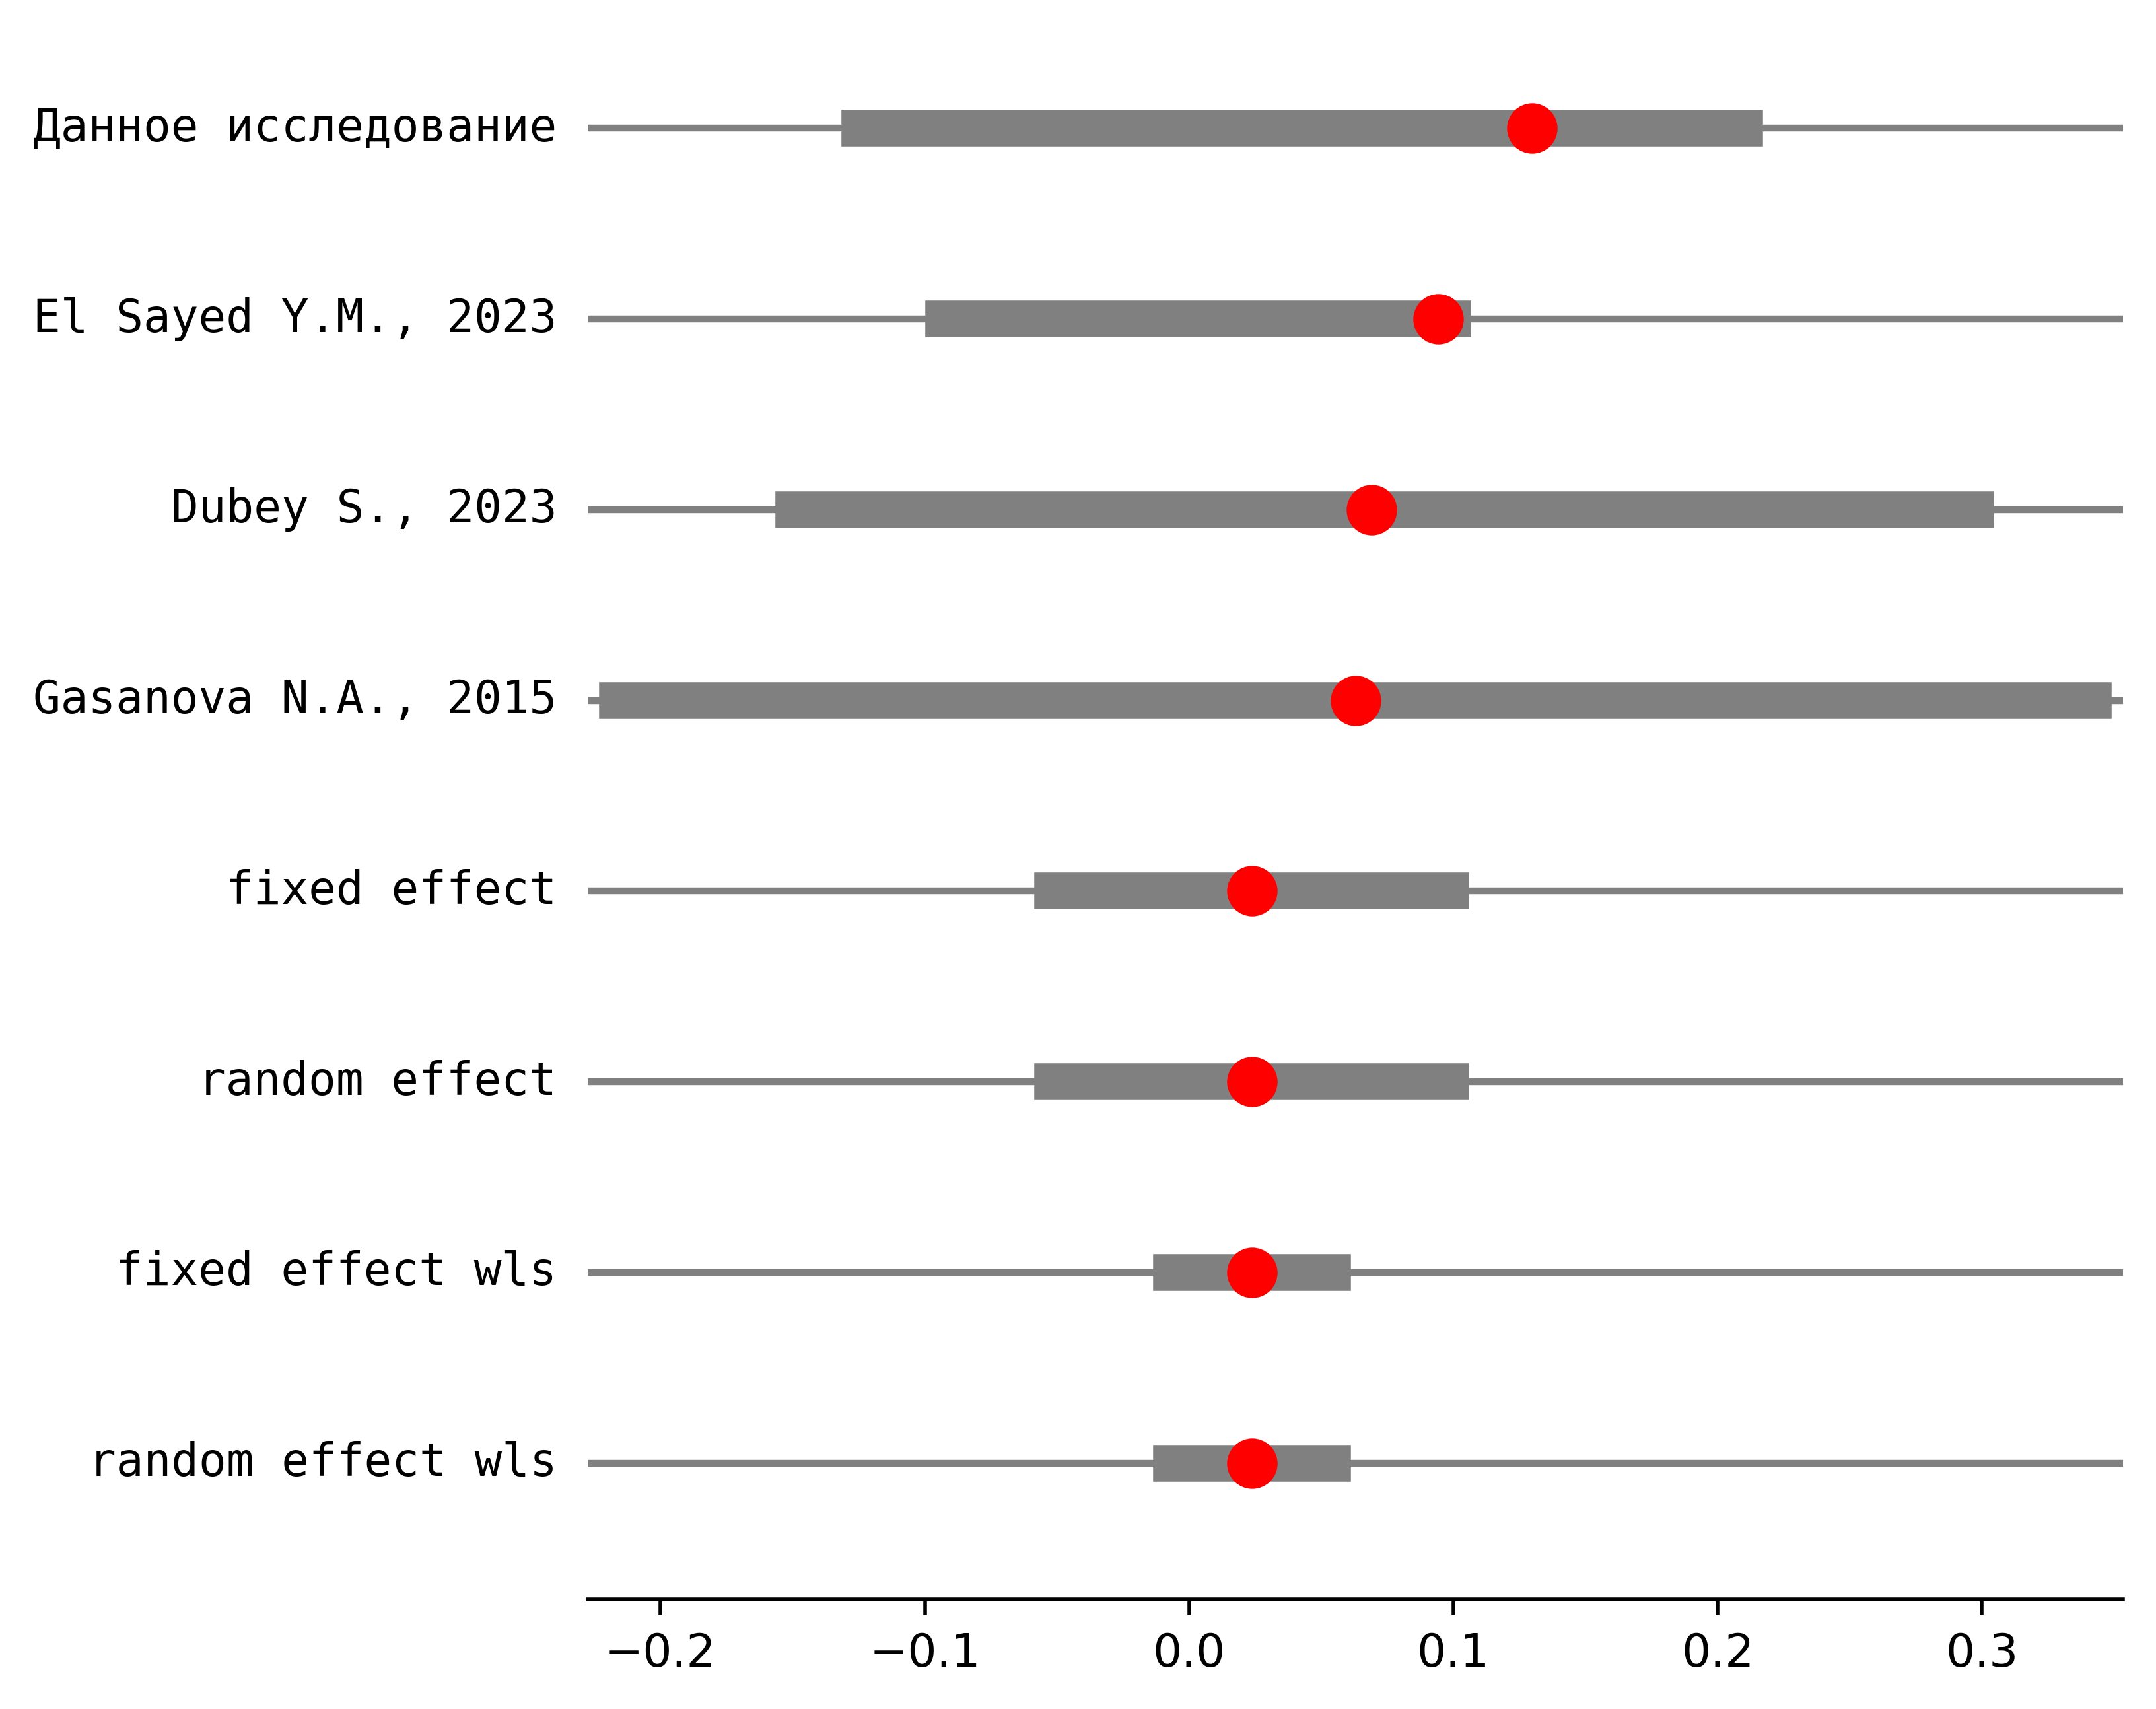 Данное исследование
El Sayed Y.M., 2023
Dubey S., 2023
Gasanova N.A., 2015
fixed effect
random effect
fixed effect wls
random effect wls
−0.2 −0.1 0.0 0.1 0.2 0.3